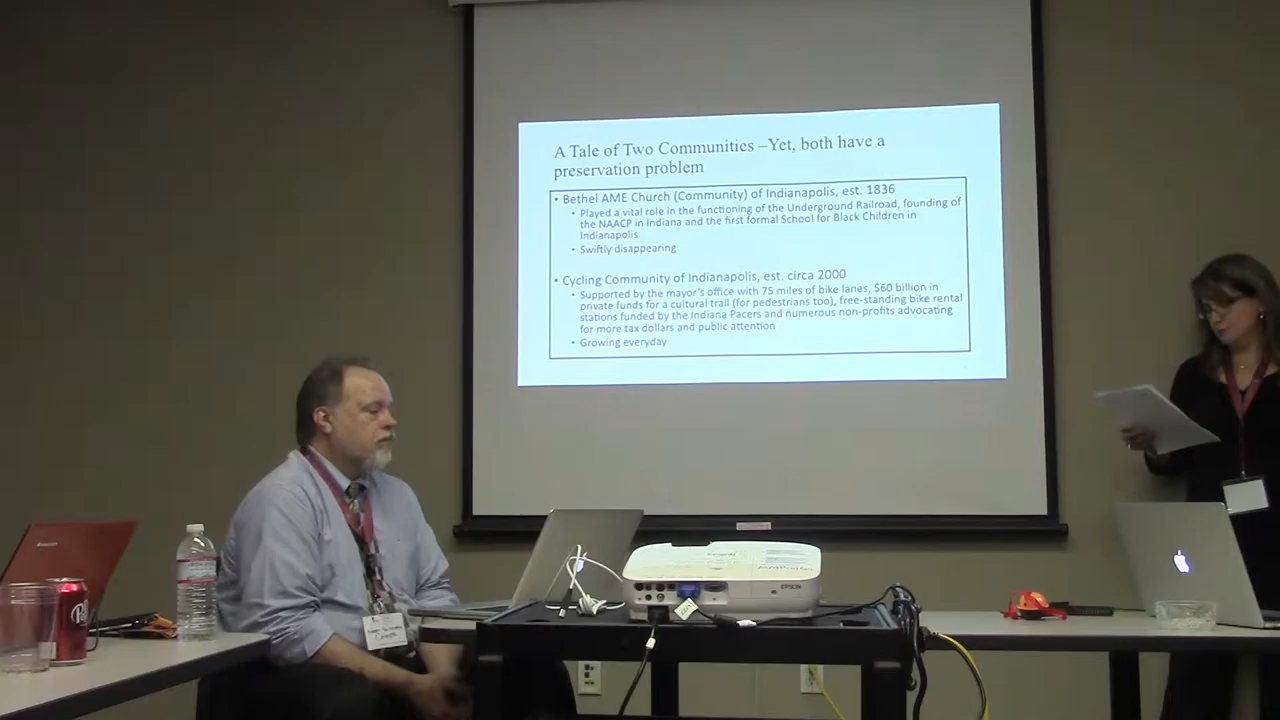 A Tale of Two Communities –Yet, both have a
preservation problem
• Bethel AME Church (Community) of Indianapolis, est. 1836
• Played a vital role in the functioning of the Underground Railroad, founding of
the NAACP in Indiana and the first formal School for Black Children in
Indianapolis
• Swiftly disappearing
• Cycling Community of Indianapolis, est. circa 2000
• Supported by the mayor's office with 75 miles of bike lanes, $60 billion in
private funds for a cultural trail (for pedestrians too), free-standing bike rental
stations funded by the Indiana Pacers and numerous non-profits advocating
for more tax dollars and public attention
• Growing everyday
lenovo
EPSON